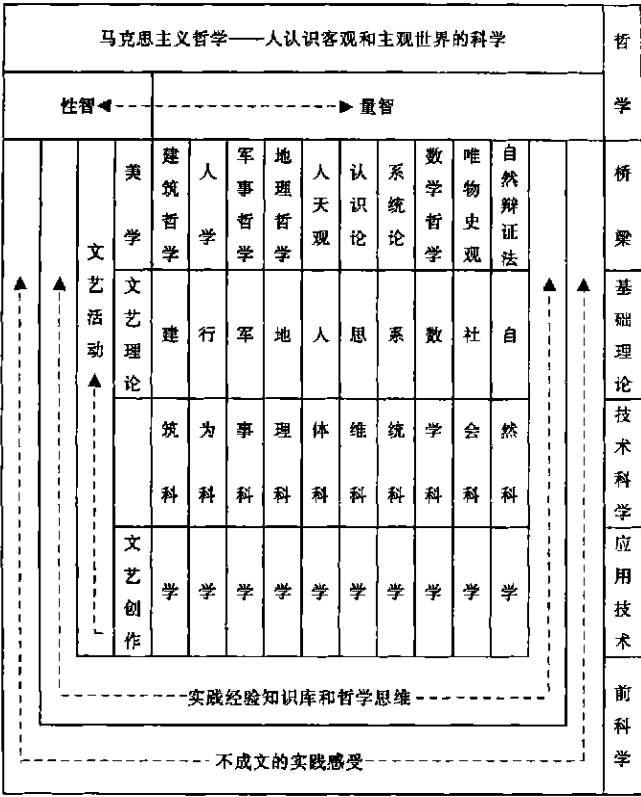 马克思主义哲学——人认识客观和主观世界的科学
哲学
性智
量智
桥梁
美学
建筑哲学
人学
军事哲学
地理哲学
人天观
认识论
系统论
数学哲学
唯物史观
自然辩证法
文艺活动
基础理论
文艺理论
建筑科学
行为科学
军事科学
地理科学
人体科学
思维科学
系统科学
数学科学
社会科学
自然科学
技术科学
文艺创作
应用技术
实践经验知识库和哲学思维
前科学
不成文的实践感受